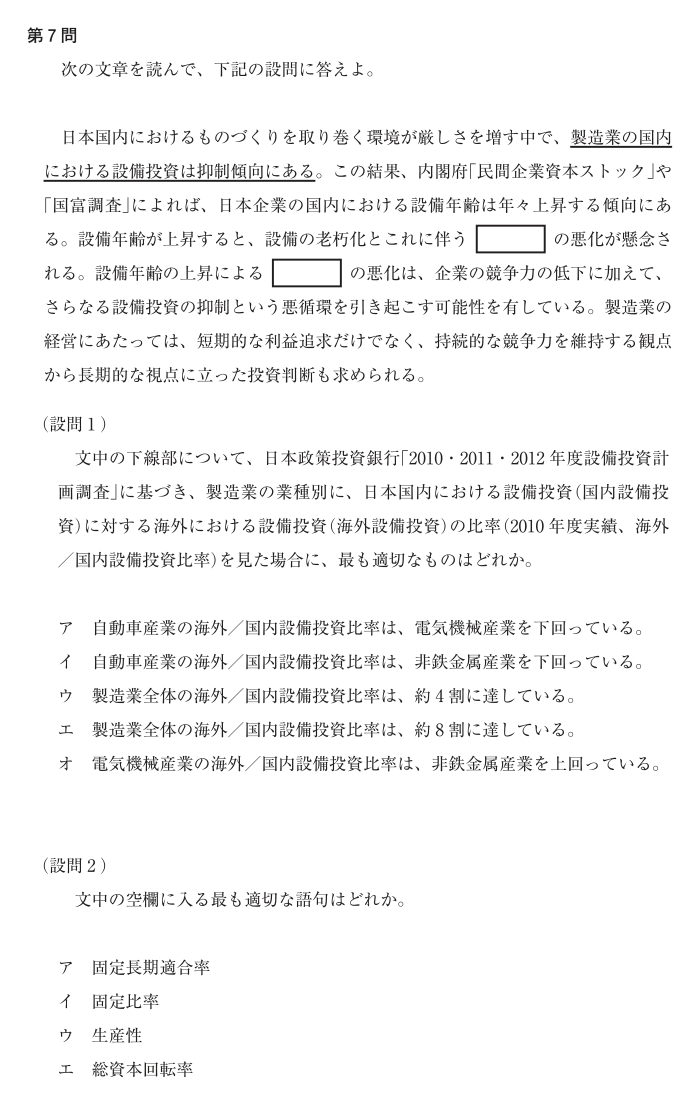 第7問
次の文章を読んで、下記の設問に答えよ。
日本国内におけるものづくりを取り巻く環境が厳しさを増す中で、製造業の国内
における設備投資は抑制傾向にある。この結果、内閣府「民間企業資本ストック」や
「国富調査」によれば、日本企業の国内における設備年齢は年々上昇する傾向にあ
る。設備年齢が上昇すると、設備の老朽化とこれに伴う　　　　の悪化が懸念さ
れる。設備年齢の上昇による　　　　の悪化は、企業の競争力の低下に加えて、
さらなる設備投資の抑制という悪循環を引き起こす可能性を有している。製造業の
経営にあたっては、短期的な利益追求だけでなく、持続的な競争力を維持する観点
から長期的な視点に立った投資判断も求められる。
(設問1)
文中の下線部について、日本政策投資銀行「2010・2011・2012年度設備投資計
画調査」に基づき、製造業の業種別に、日本国内における設備投資(国内設備投
資)に対する海外における設備投資(海外設備投資)の比率(2010年度実績、海外
/国内設備投資比率)を見た場合に、最も適切なものはどれか。
ア　自動車産業の海外/国内設備投資比率は、電気機械産業を下回っている。
イ　自動車産業の海外/国内設備投資比率は、非鉄金属産業を下回っている。
ウ　製造業全体の海外/国内設備投資比率は、約4割に達している。
エ　製造業全体の海外/国内設備投資比率は、約8割に達している。
オ　電気機械産業の海外/国内設備投資比率は、非鉄金属産業を上回っている。
(設問2)
文中の空欄に入る最も適切な語句はどれか。
ア　固定長期適合率
イ　固定比率
ウ　生産性
エ　総資本回転率